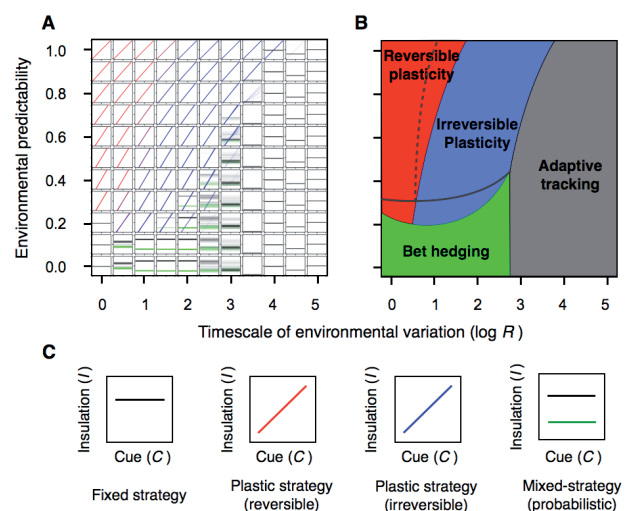 A
B
1.0
0.8
0.6
0.4
0.2
0.0
Environmental predictability
0 1 2 3 4 5
Reversible
plasticity
Irreversible
Plasticity
Adaptive
tracking
Bet hedging
0 1 2 3 4 5
Timescale of environmental variation (log R)
C
Insulation (I)
Cue (C)
Fixed strategy
Insulation (I)
Cue (C)
Plastic strategy
(reversible)
Insulation (I)
Cue (C)
Plastic strategy
(irreversible)
Insulation (I)
Cue (C)
Mixed-strategy
(probabilistic)